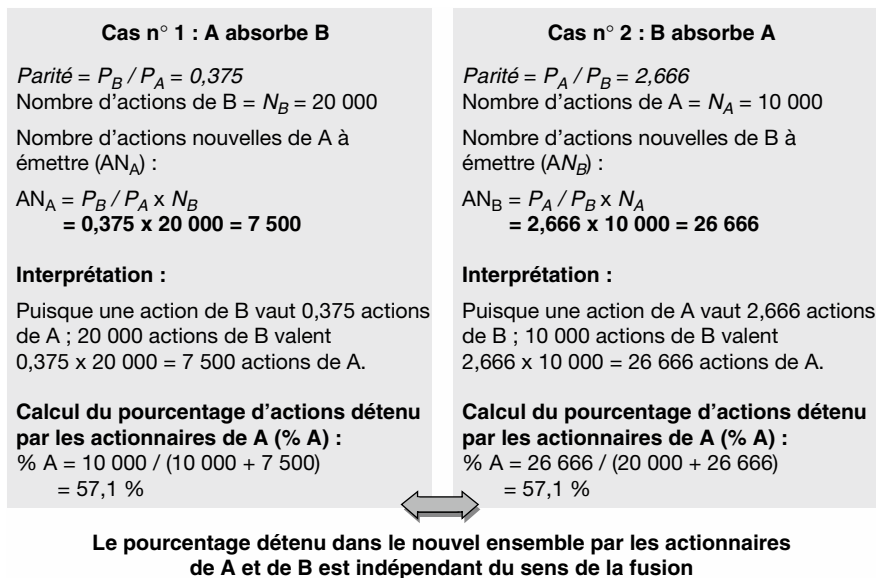 Cas n° 1 : A absorbe B
Parité = P_B / P_A = 0,375
Nombre d'actions de B = N_B = 20 000
Nombre d'actions nouvelles de A à
émettre (AN_A) :
AN_A = P_B / P_A x N_B
= 0,375 x 20 000 = 7 500
Interprétation :
Puisque une action de B vaut 0,375 actions
de A ; 20 000 actions de B valent
0,375 x 20 000 = 7 500 actions de A.
Calcul du pourcentage d'actions détenu
par les actionnaires de A (% A) :
% A = 10 000 / (10 000 + 7 500)
= 57,1 %
Cas n° 2 : B absorbe A
Parité = P_A / P_B = 2,666
Nombre d'actions de A = N_A = 10 000
Nombre d'actions nouvelles de B à
émettre (AN_B) :
AN_B = P_A / P_B x N_A
= 2,666 x 10 000 = 26 666
Interprétation :
Puisque une action de A vaut 2,666 actions
de B ; 10 000 actions de B valent
2,666 x 10 000 = 26 666 actions de A.
Calcul du pourcentage d'actions détenu
par les actionnaires de A (% A) :
% A = 26 666 / (20 000 + 26 666)
= 57,1 %
Le pourcentage détenu dans le nouvel ensemble par les actionnaires
de A et de B est indépendant du sens de la fusion